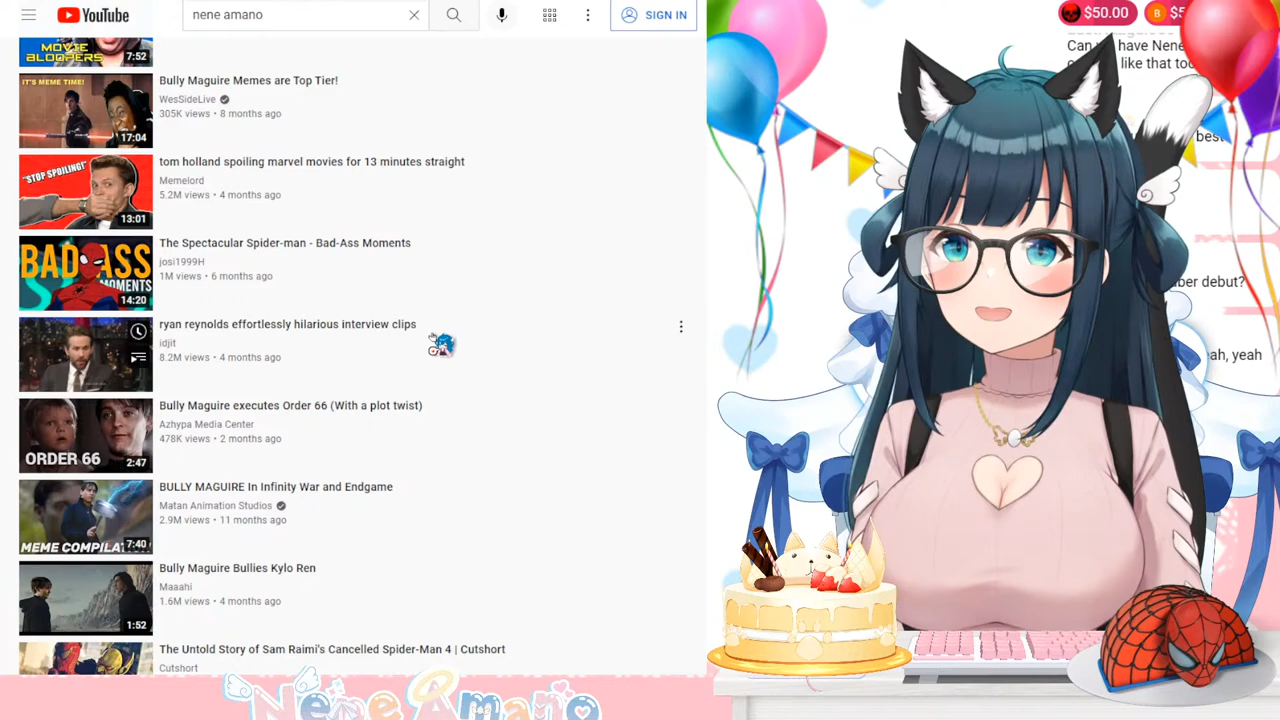 YouTube
nene amano
SIGN IN
MOVIE
BLOOPERS
7:52
IT'S MEME TIME!
17:04
Bully Maguire Memes are Top Tier!
WesSideLive
305K views • 8 months ago
"STOP SPOILING!"
13:01
tom holland spoiling marvel movies for 13 minutes straight
Memelord
5.2M views • 4 months ago
BAD ASS
MOMENTS
14:20
The Spectacular Spider-man - Bad-Ass Moments
josi1999H
1M views • 6 months ago
ryan reynolds effortlessly hilarious interview clips
idjit
8.2M views • 4 months ago
ORDER 66
2:47
Bully Maguire executes Order 66 (With a plot twist)
Azhypa Media Center
478K views • 2 months ago
MEME COMPILA
7:40
BULLY MAGUIRE In Infinity War and Endgame
Matan Animation Studios
2.9M views • 11 months ago
1:52
Bully Maguire Bullies Kylo Ren
Maaahi
1.6M views • 4 months ago
The Untold Story of Sam Raimi's Cancelled Spider-Man 4 | Cutshort
Cutshort
Nene Amano
$50.00
B $5
Can have Nene
like that too
best
ber debut?
eah, yeah